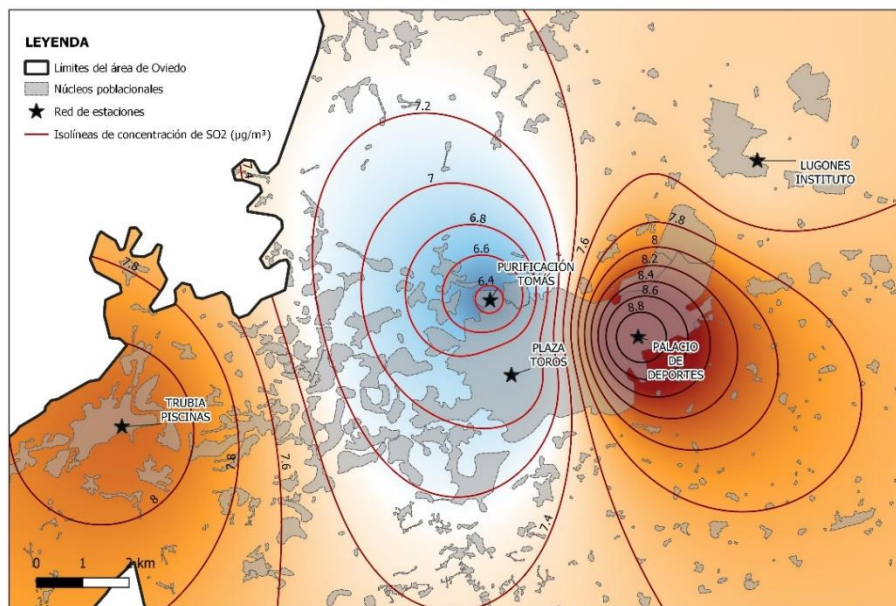 LEYENDA
Límites del área de Oviedo
Núcleos poblacionales
Red de estaciones
Isolíneas de concentración de SO2 (µg/m³)
7.2
7
6.8
6.6
6.4
PURIFICACIÓN
TOMÁS
PLAZA
TOROS
7.6
7.8
8
8.2
8.4
8.6
8.8
PALACIO
DE
DEPORTES
LUGONES
INSTITUTO
7.4
7.8
TRUBIA
PISCINAS
8
7.8
7.6
7.4
0 1 2 km